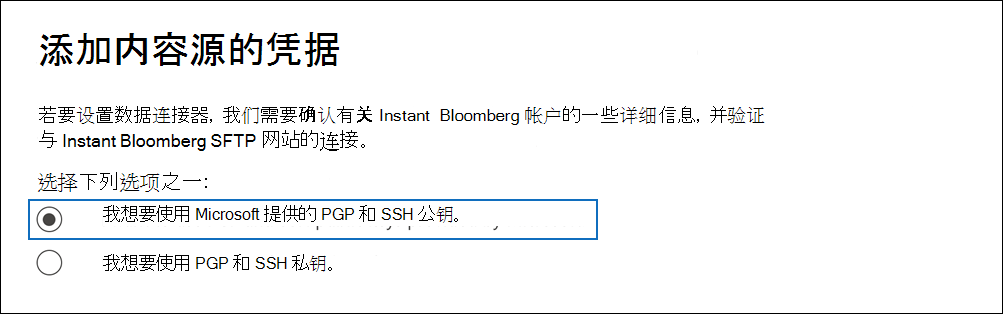 添加内容源的凭据
若要设置数据连接器, 我们需要确认有关 Instant Bloomberg 帐户的一些详细信息, 并验证
与 Instant Bloomberg SFTP 网站的连接。
选择下列选项之一:
我想要使用 Microsoft 提供的 PGP 和 SSH 公钥。
我想要使用 PGP 和 SSH 私钥。